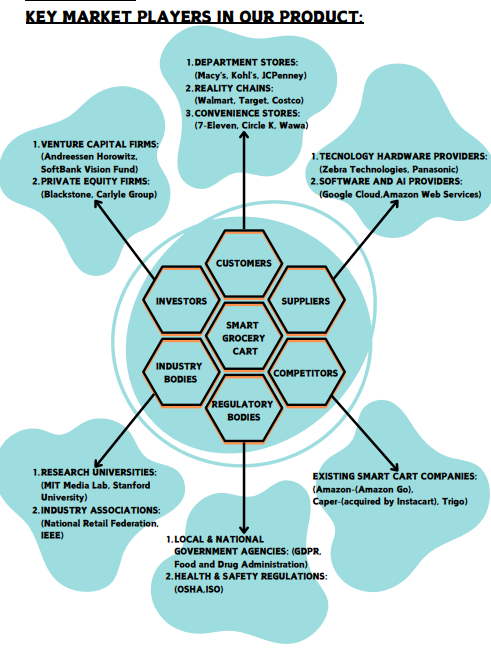 KEY MARKET PLAYERS IN OUR PRODUCT:
1. DEPARTMENT STORES:
(Macy's, Kohl's, JCPenney)
2. REALITY CHAINS:
(Walmart, Target, Costco)
3. CONVENIENCE STORES:
(7-Eleven, Circle K, Wawa)
1. VENTURE CAPITAL FIRMS:
(Andreessen Horowitz,
SoftBank Vision Fund)
2. PRIVATE EQUITY FIRMS:
(Blackstone, Carlyle Group)
1. TECNOLOGY HARDWARE PROVIDERS:
(Zebra Technologies, Panasonic)
2. SOFTWARE AND AI PROVIDERS:
(Google Cloud,Amazon Web Services)
CUSTOMERS
INVESTORS
SUPPLIERS
SMART
GROCERY
CART
INDUSTRY
BODIES
COMPETITORS
REGULATORY
BODIES
1. RESEARCH UNIVERSITIES:
(MIT Media Lab, Stanford
University)
2. INDUSTRY ASSOCIATIONS:
(National Retail Federation,
IEEE)
EXISTING SMART CART COMPANIES:
(Amazon-(Amazon Go),
Caper-(acquired by Instacart), Trigo)
1. LOCAL & NATIONAL
GOVERNMENT AGENCIES: (GDPR,
Food and Drug Administration)
2. HEALTH & SAFETY REGULATIONS:
(OSHA,ISO)